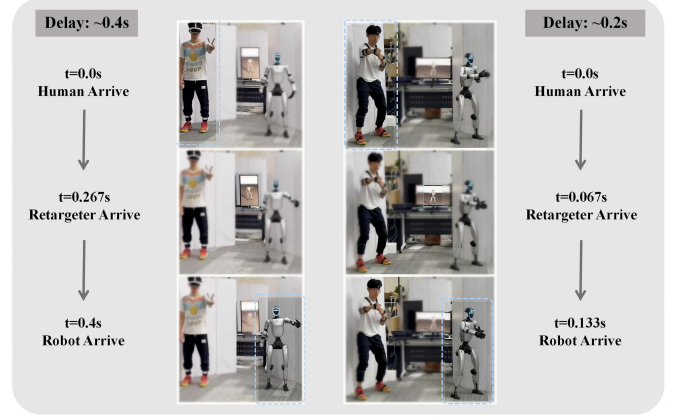 Delay: ~0.4s
t=0.0s
Human Arrive
t=0.267s
Retargeter Arrive
t=0.4s
Robot Arrive
Delay: ~0.2s
t=0.0s
Human Arrive
t=0.067s
Retargeter Arrive
t=0.133s
Robot Arrive